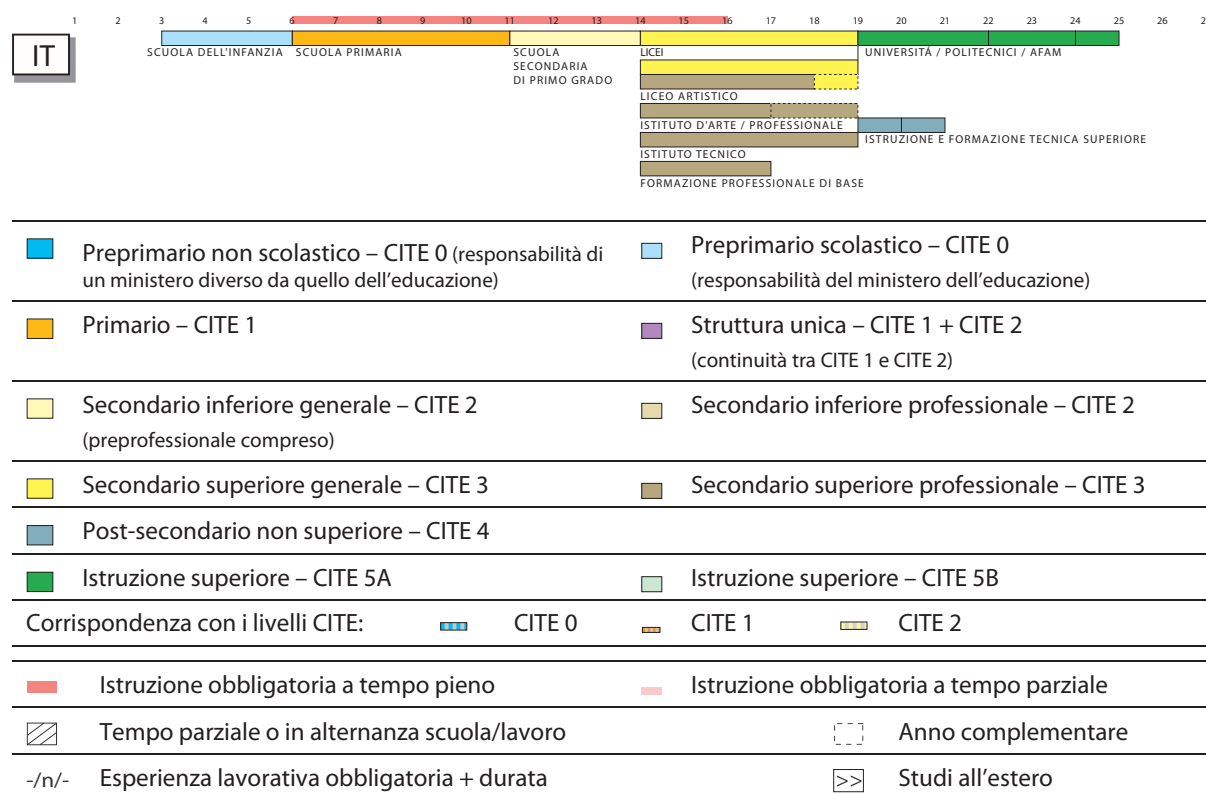 1 2 3 4 5 6 7 8 9 10 11 12 13 14 15 16 17 18 19 20 21 22 23 24 25 26
IT
SCUOLA DELL'INFANZIA SCUOLA PRIMARIA SCUOLA LICEI UNIVERSITÁ / POLITECNICI / AFAM
SECONDARIA
DI PRIMO GRADO
LICEO ARTISTICO
ISTITUTO D'ARTE / PROFESSIONALE
ISTRUZIONE E FORMAZIONE TECNICA SUPERIORE
ISTITUTO TECNICO
FORMAZIONE PROFESSIONALE DI BASE
Preprimario non scolastico – CITE 0 (responsabilità di
un ministero diverso da quello dell'educazione)
Preprimario scolastico – CITE 0
(responsabilità del ministero dell'educazione)
Primario – CITE 1
Struttura unica – CITE 1 + CITE 2
(continuità tra CITE 1 e CITE 2)
Secondario inferiore generale – CITE 2
(preprofessionale compreso)
Secondario inferiore professionale – CITE 2
Secondario superiore generale – CITE 3
Secondario superiore professionale – CITE 3
Post-secondario non superiore – CITE 4
Istruzione superiore – CITE 5A
Istruzione superiore – CITE 5B
Corrispondenza con i livelli CITE: CITE 0 CITE 1 CITE 2
Istruzione obbligatoria a tempo pieno
Istruzione obbligatoria a tempo parziale
Tempo parziale o in alternanza scuola/lavoro
Anno complementare
-/n/- Esperienza lavorativa obbligatoria + durata
>> Studi all'estero